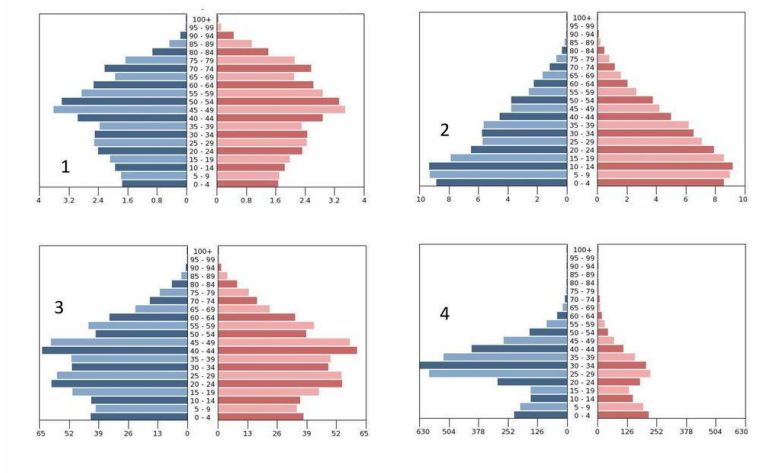 100+
95 - 99
90 - 94
85 - 89
80 - 84
75 - 79
70 - 74
65 - 69
60 - 64
55 - 59
50 - 54
45 - 49
40 - 44
35 - 39
30 - 34
25 - 29
20 - 24
15 - 19
1
10 - 14
5 - 9
0 - 4
4 3.2 2.4 1.6 0.8 0 0 0.8 1.6 2.4 3.2 4
100+
95 - 99
90 - 94
85 - 89
80 - 84
75 - 79
70 - 74
65 - 69
60 - 64
55 - 59
50 - 54
45 - 49
40 - 44
2
35 - 39
30 - 34
25 - 29
20 - 24
15 - 19
10 - 14
5 - 9
0 - 4
10 8 6 4 2 0 0 2 4 6 8 10
100+
95 - 99
90 - 94
85 - 89
80 - 84
75 - 79
70 - 74
3
65 - 69
60 - 64
55 - 59
50 - 54
45 - 49
40 - 44
35 - 39
30 - 34
25 - 29
20 - 24
15 - 19
10 - 14
5 - 9
0 - 4
65 52 39 26 13 0 0 13 26 39 52 65
100+
95 - 99
90 - 94
85 - 89
80 - 84
75 - 79
70 - 74
65 - 69
4
60 - 64
55 - 59
50 - 54
45 - 49
40 - 44
35 - 39
30 - 34
25 - 29
20 - 24
15 - 19
10 - 14
5 - 9
0 - 4
630 504 378 252 126 0 0 126 252 378 504 630